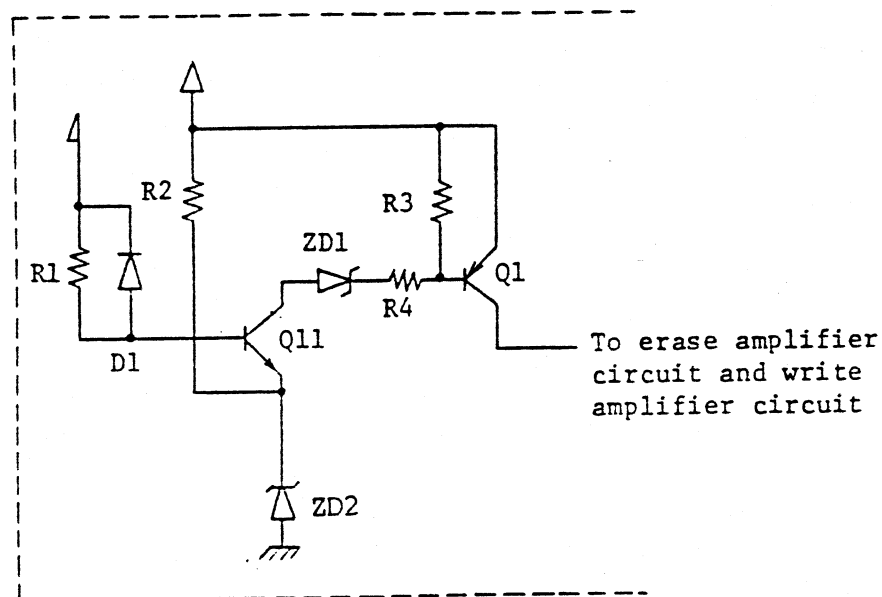 R2
R3
ZD1
R1
Q1
R4
Q11
D1
To erase amplifier
circuit and write
amplifier circuit
ZD2